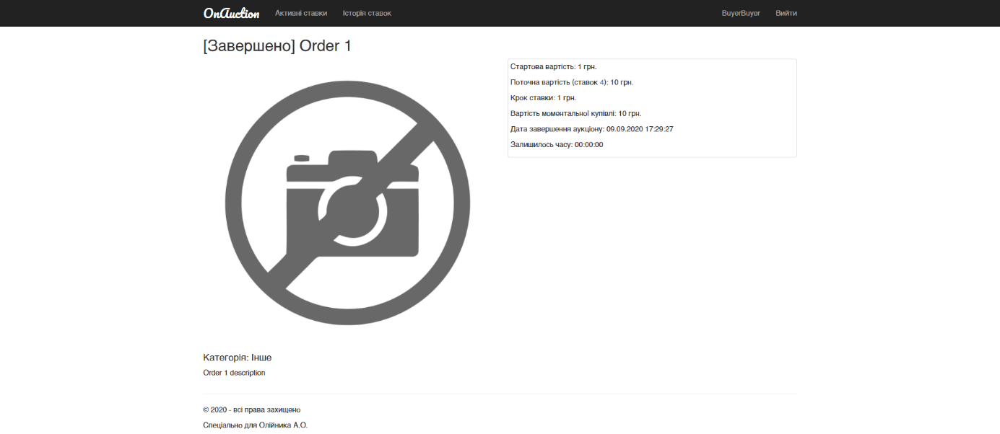 OnAuction Активні ставки Історія ставок BuyerBuyer Вийти
[Завершено] Order 1
Стартова вартість: 1 грн.
Поточна вартість (ставок 4): 10 грн.
Крок ставки: 1 грн.
Вартість моментальної купівлі: 10 грн.
Дата завершення аукціону: 09.09.2020 17:29:27
Залишилось часу: 00:00:00
Категорія: Інше
Order 1 description
© 2020 - всі права захищено
Спеціально для Олійника А.О.